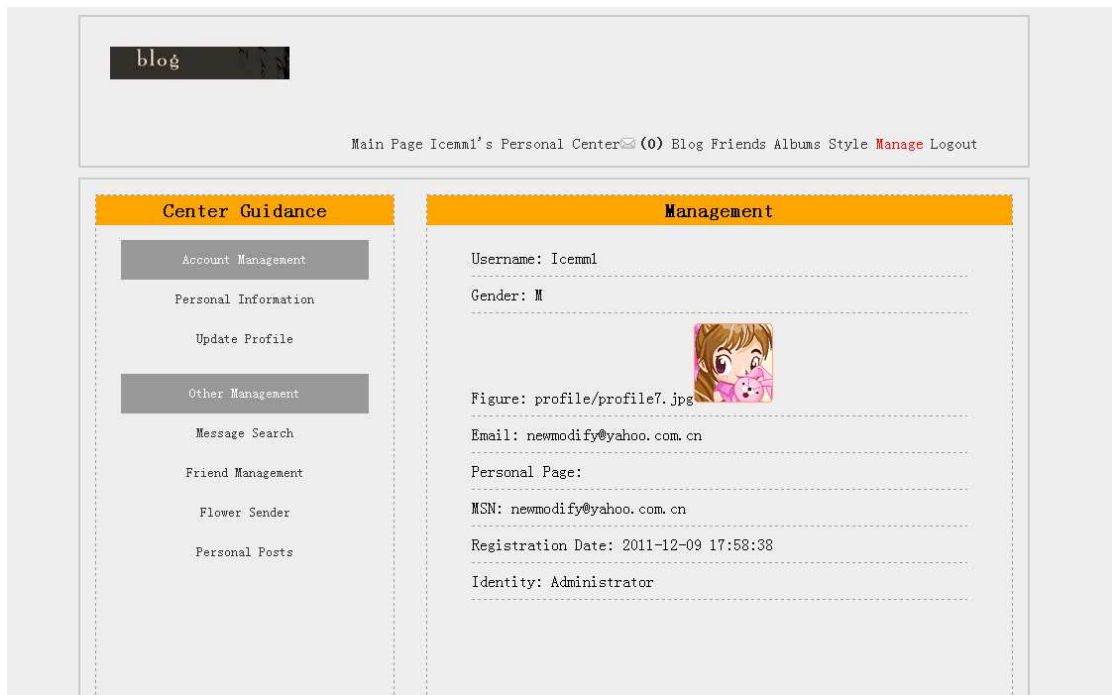 blog
Main Page Icemm1's Personal Center (0) Blog Friends Albums Style Manage Logout
Center Guidance
Account Management
Personal Information
Update Profile
Other Management
Message Search
Friend Management
Flower Sender
Personal Posts
Management
Username: Icemm1
Gender: M
Figure: profile/profile7.jpg
Email: newmodify@yahoo.com.cn
Personal Page:
MSN: newmodify@yahoo.com.cn
Registration Date: 2011-12-09 17:58:38
Identity: Administrator